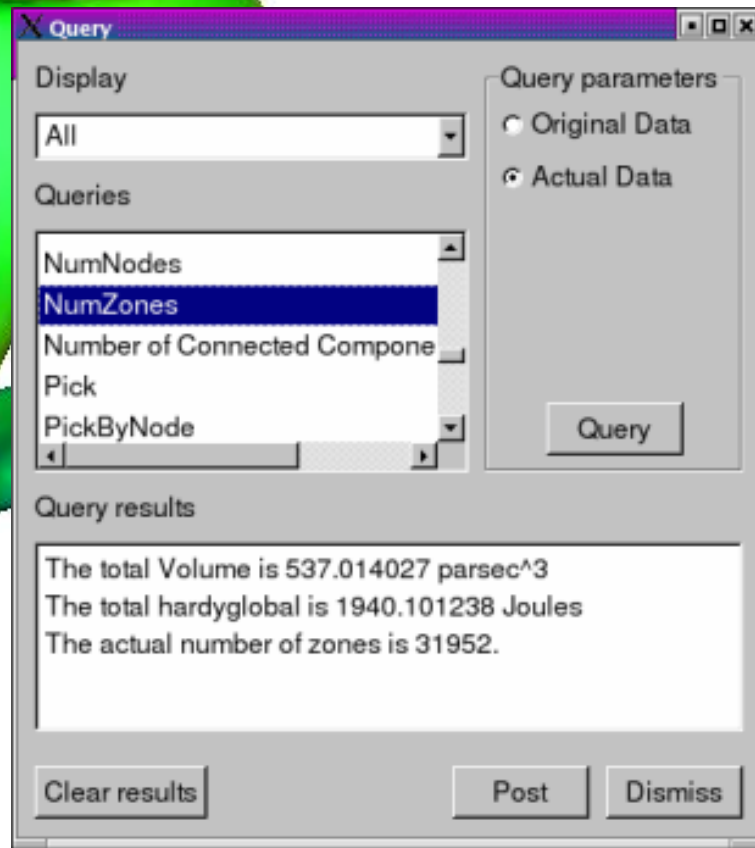 Query
Display
All
Queries
NumNodes
NumZones
Number of Connected Compone
Pick
PickByNode
Query parameters
Original Data
Actual Data
Query
Query results
The total Volume is 537.014027 parsec^3
The total hardyglobal is 1940.101238 Joules
The actual number of zones is 31952.
Clear results
Post
Dismiss